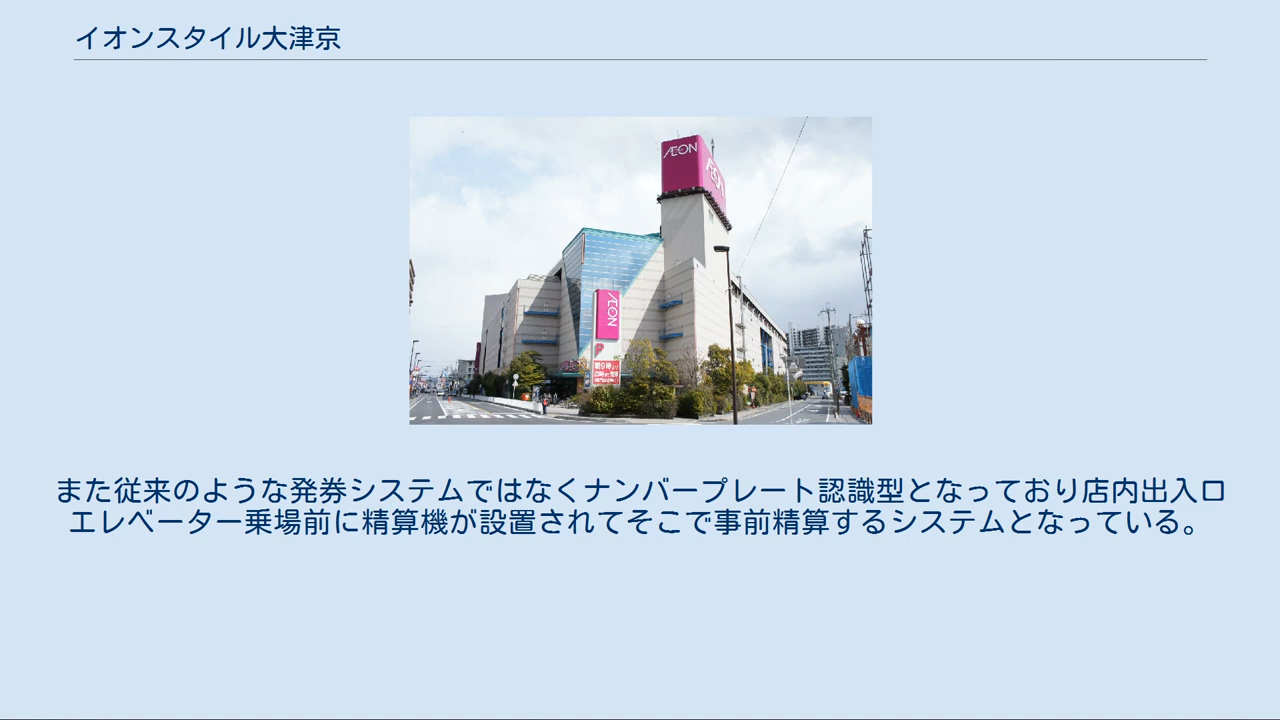 イオンスタイル大津京
ÆON
ÆON
ÆON
また従来のような発券システムではなくナンバープレート認識型となっており店内出入口
エレベーター乗場前に精算機が設置されてそこで事前精算するシステムとなっている。